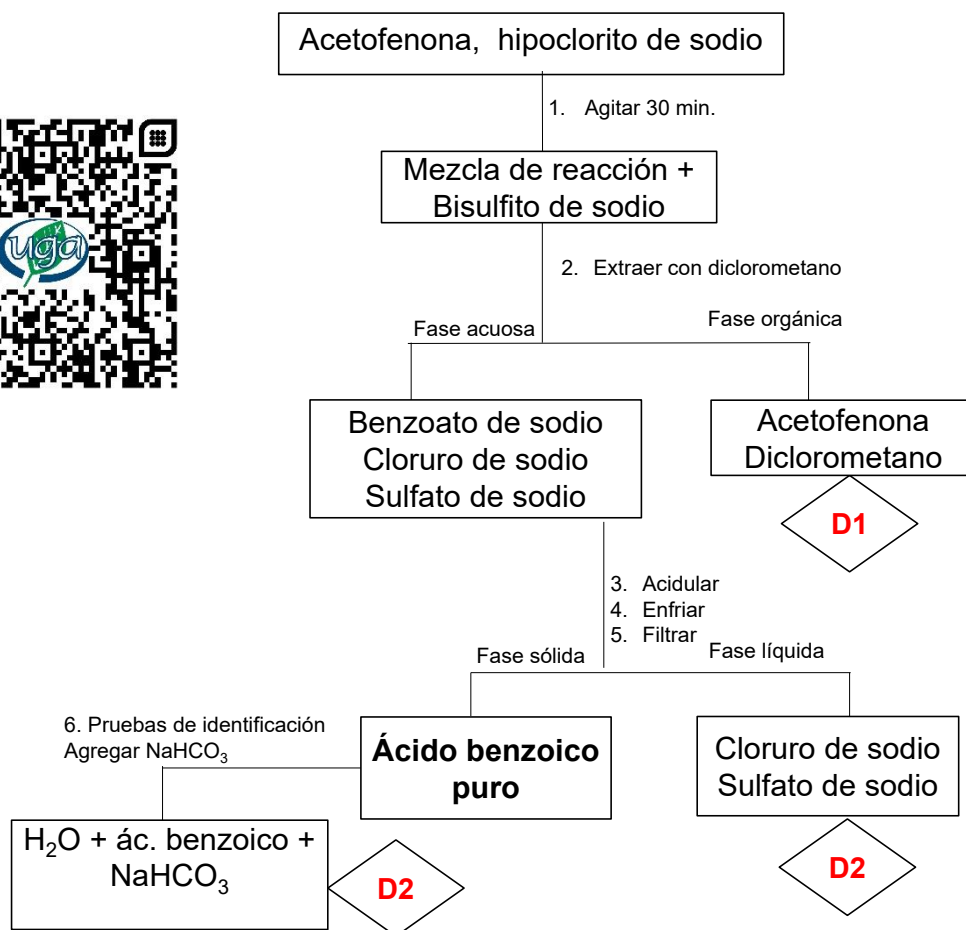 Acetofenona, hipoclorito de sodio
1. Agitar 30 min.
Mezcla de reacción +
Bisulfito de sodio
uga
2. Extraer con diclorometano
Fase acuosa
Fase orgánica
Benzoato de sodio
Cloruro de sodio
Sulfato de sodio
Acetofenona
Diclorometano
D1
3. Acidular
4. Enfriar
5. Filtrar
Fase sólida
Fase líquida
6. Pruebas de identificación
Agregar NaHCO₃
Ácido benzoico
puro
Cloruro de sodio
Sulfato de sodio
H₂O + ác. benzoico +
NaHCO₃
D2
D2